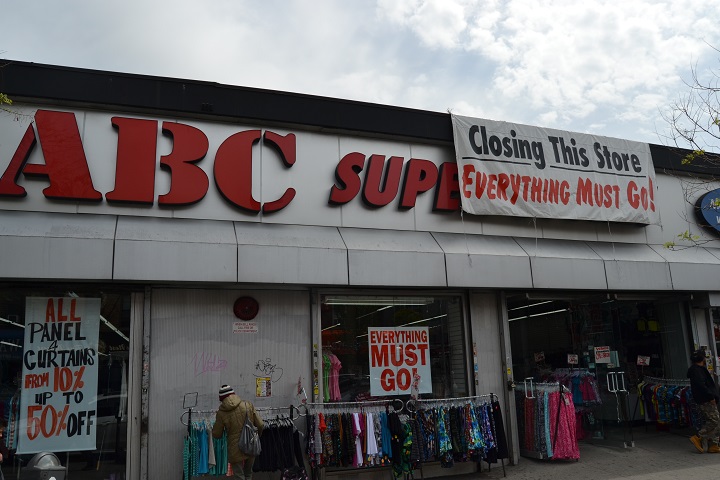 ABC SUPE
Closing This Store
EVERYTHING MUST GO!
ALL
PANEL
CURTAINS
FROM 10%
UP TO
50% OFF
EVERYTHING
MUST
GO!